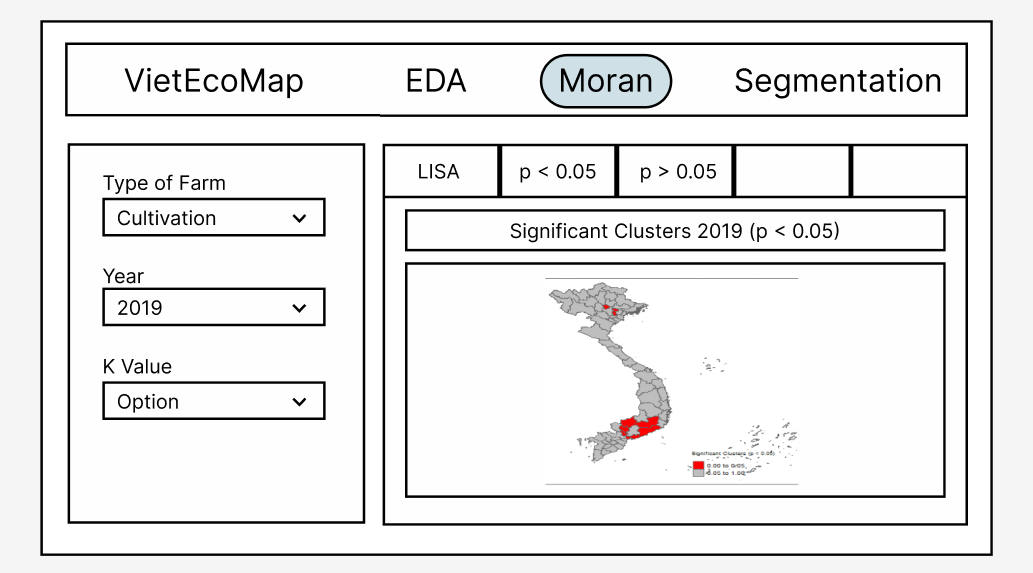 VietEcoMap EDA Moran Segmentation
Type of Farm
Cultivation
Year
2019
K Value
Option
LISA p < 0.05 p > 0.05
Significant Clusters 2019 (p < 0.05)
Significant Clusters (p < 0.05)
0.00 to 0.05,
0.05 to 1.00